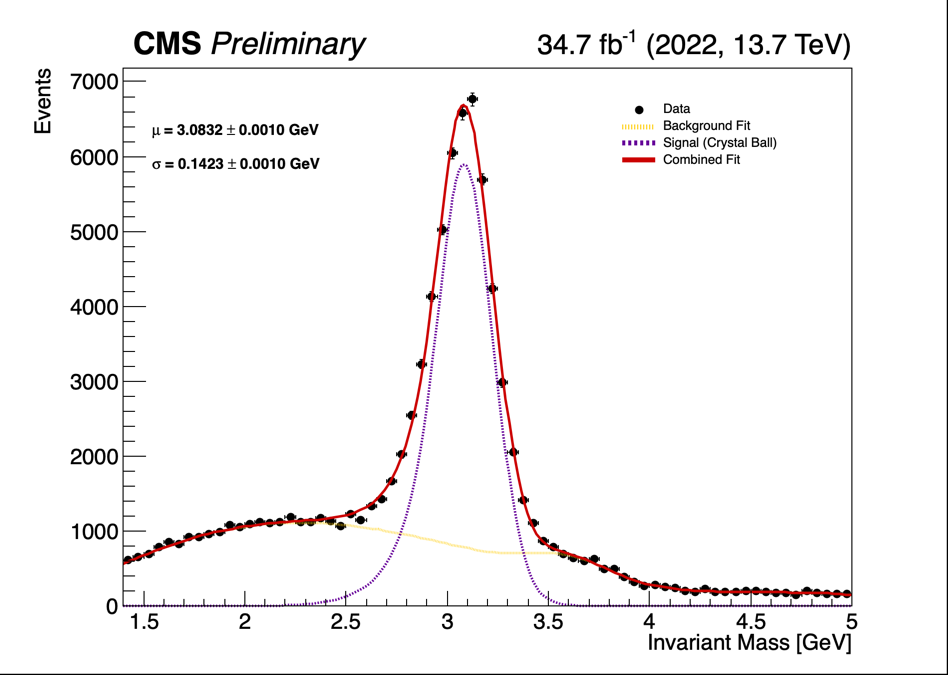 CMS Preliminary 34.7 fb⁻¹ (2022, 13.7 TeV)
Events
7000
6000
5000
4000
3000
2000
1000
0
μ = 3.0832 ± 0.0010 GeV
σ = 0.1423 ± 0.0010 GeV
Data
Background Fit
Signal (Crystal Ball)
Combined Fit
1.5 2 2.5 3 3.5 4 4.5 5
Invariant Mass [GeV]